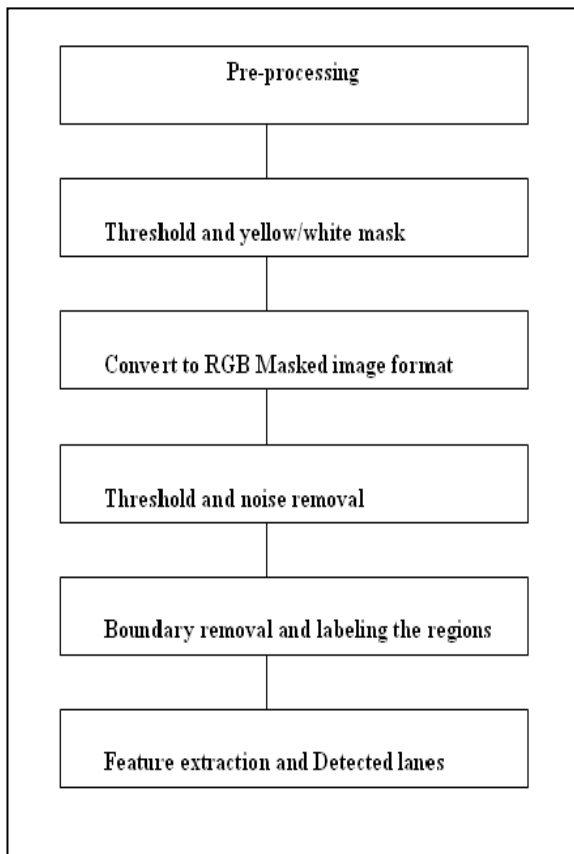 Pre-processing
Threshold and yellow/white mask
Convert to RGB Masked image format
Threshold and noise removal
Boundary removal and labeling the regions
Feature extraction and Detected lanes